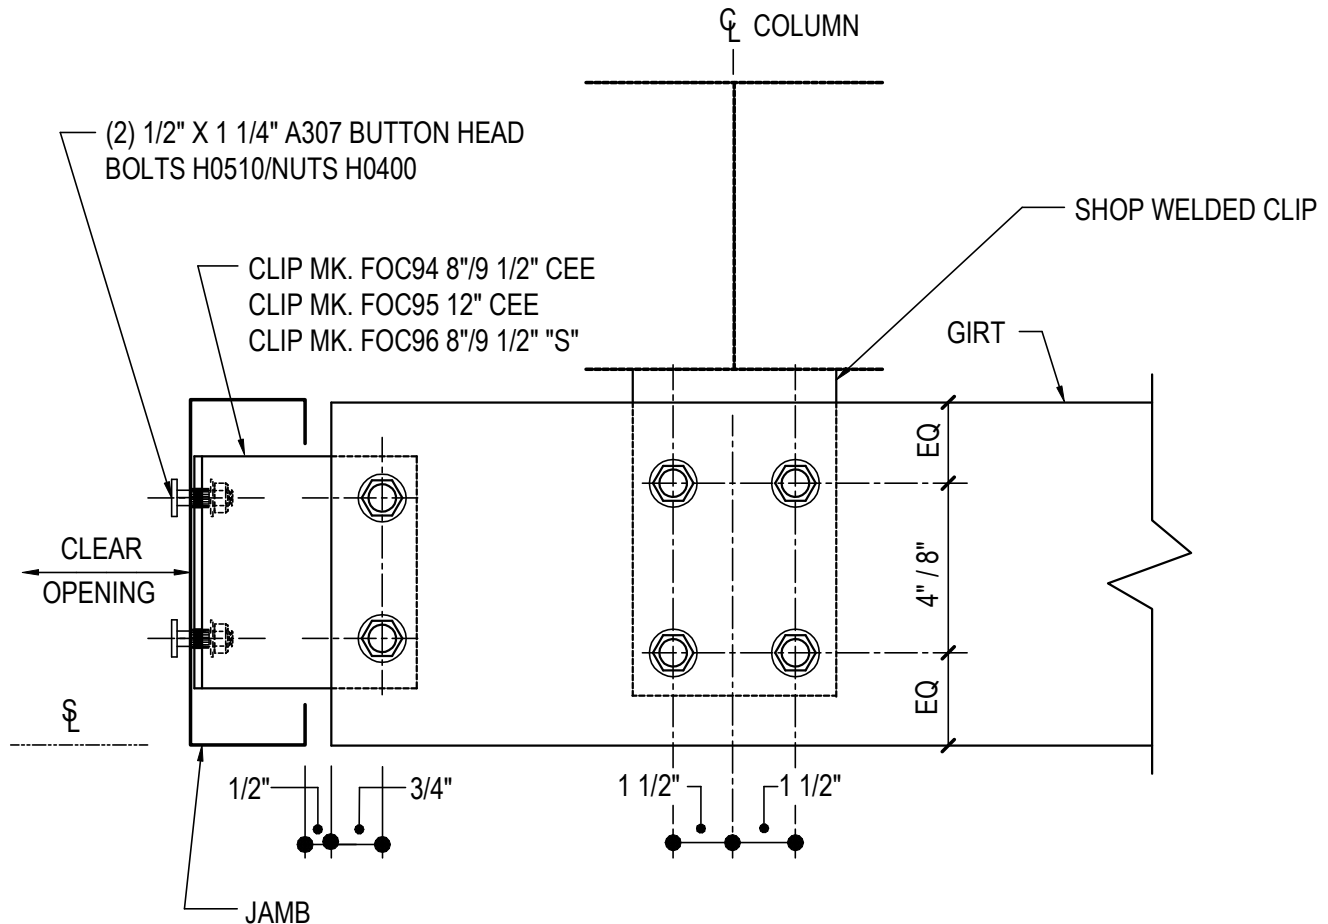 ℄ COLUMN
(2) 1/2" X 1 1/4" A307 BUTTON HEAD
BOLTS H0510/NUTS H0400
SHOP WELDED CLIP
CLIP MK. FOC94 8"/9 1/2" CEE
CLIP MK. FOC95 12" CEE
CLIP MK. FOC96 8"/9 1/2" "S"
GIRT
EQ
4" / 8"
EQ
CLEAR
OPENING
SL
1/2"
3/4"
1 1/2"
1 1/2"
JAMB